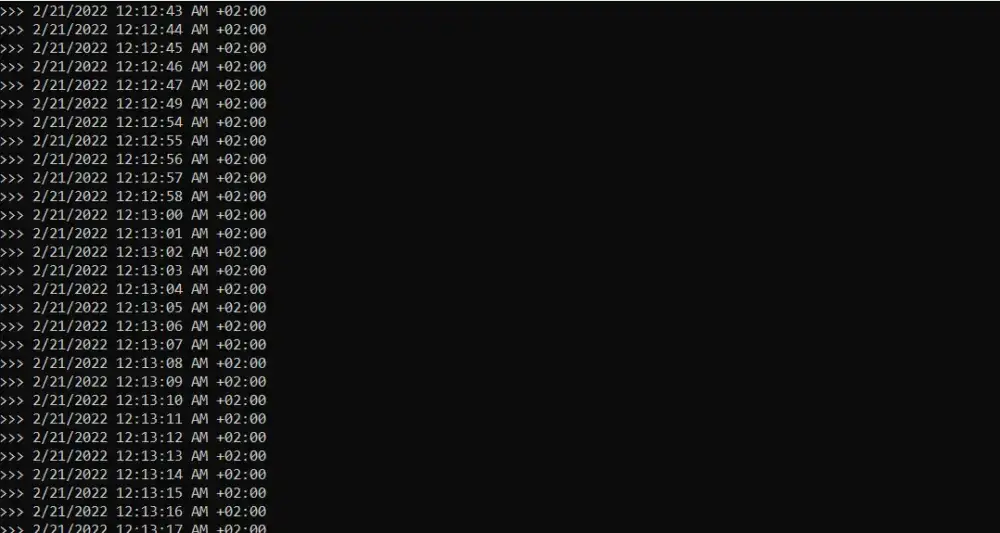 >>> 2/21/2022 12:12:43 AM +02:00
>>> 2/21/2022 12:12:44 AM +02:00
>>> 2/21/2022 12:12:45 AM +02:00
>>> 2/21/2022 12:12:46 AM +02:00
>>> 2/21/2022 12:12:47 AM +02:00
>>> 2/21/2022 12:12:49 AM +02:00
>>> 2/21/2022 12:12:54 AM +02:00
>>> 2/21/2022 12:12:55 AM +02:00
>>> 2/21/2022 12:12:56 AM +02:00
>>> 2/21/2022 12:12:57 AM +02:00
>>> 2/21/2022 12:12:58 AM +02:00
>>> 2/21/2022 12:13:00 AM +02:00
>>> 2/21/2022 12:13:01 AM +02:00
>>> 2/21/2022 12:13:02 AM +02:00
>>> 2/21/2022 12:13:03 AM +02:00
>>> 2/21/2022 12:13:04 AM +02:00
>>> 2/21/2022 12:13:05 AM +02:00
>>> 2/21/2022 12:13:06 AM +02:00
>>> 2/21/2022 12:13:07 AM +02:00
>>> 2/21/2022 12:13:08 AM +02:00
>>> 2/21/2022 12:13:09 AM +02:00
>>> 2/21/2022 12:13:10 AM +02:00
>>> 2/21/2022 12:13:11 AM +02:00
>>> 2/21/2022 12:13:12 AM +02:00
>>> 2/21/2022 12:13:13 AM +02:00
>>> 2/21/2022 12:13:14 AM +02:00
>>> 2/21/2022 12:13:15 AM +02:00
>>> 2/21/2022 12:13:16 AM +02:00
>>> 2/21/2022 12:13:17 AM +02:00